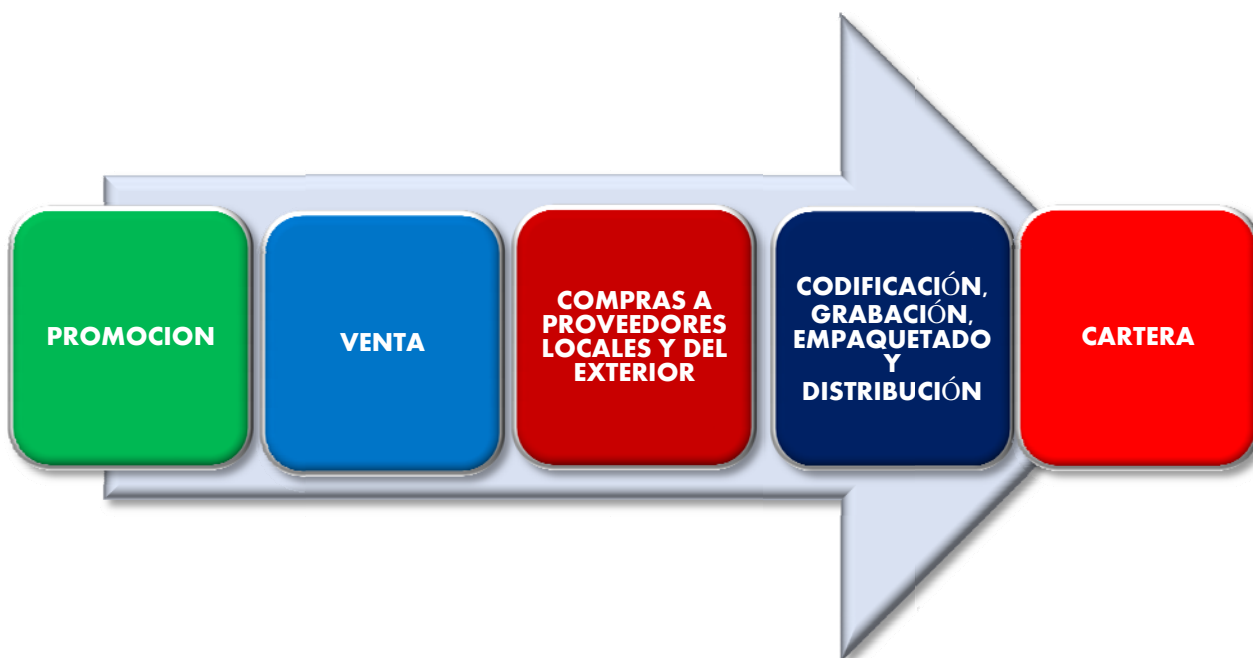 PROMOCION
VENTA
COMPRAS A
PROVEEDORES
LOCALES Y DEL
EXTERIOR
CODIFICACIÓN,
GRABACIÓN,
EMPAQUETADO
Y
DISTRIBUCIÓN
CARTERA